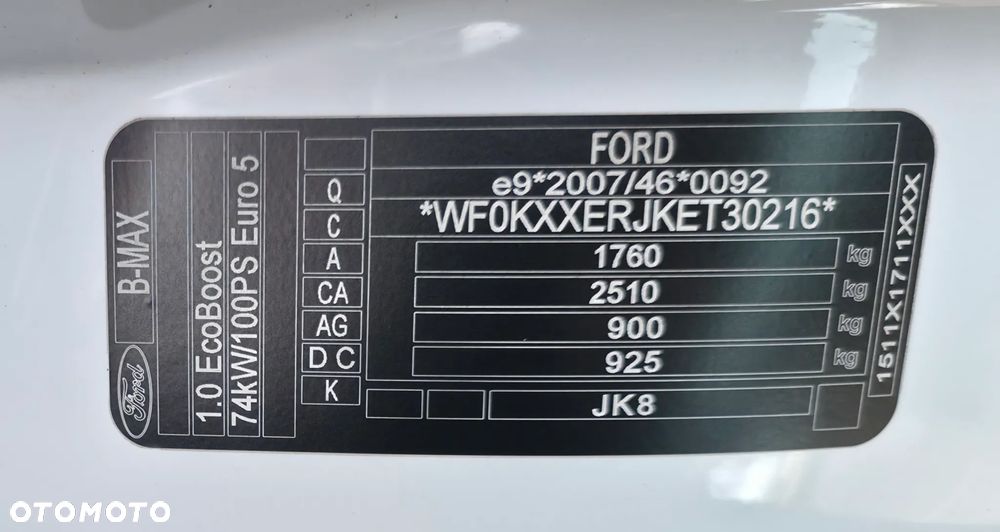 FORD
e9*2007/46*0092
*WF0KXXERJKET30216*
1760 kg
2510 kg
900 kg
925 kg
JK8
Q
C
A
CA
AG
D C
K
B-MAX
1.0 EcoBoost
74kW/100PS Euro 5
Ford
1511X1711XXX
OTOMOTO